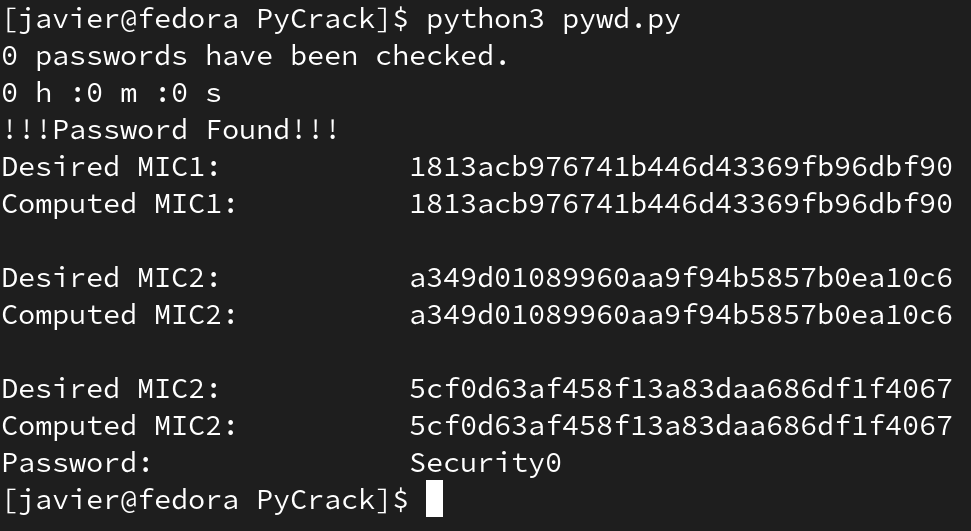 [javier@fedora PyCrack]$ python3 pywd.py
0 passwords have been checked.
0 h :0 m :0 s
!!!Password Found!!!
Desired MIC1: 1813acb976741b446d43369fb96dbf90
Computed MIC1: 1813acb976741b446d43369fb96dbf90
Desired MIC2: a349d01089960aa9f94b5857b0ea10c6
Computed MIC2: a349d01089960aa9f94b5857b0ea10c6
Desired MIC2: 5cf0d63af458f13a83daa686df1f4067
Computed MIC2: 5cf0d63af458f13a83daa686df1f4067
Password: Security0
[javier@fedora PyCrack]$